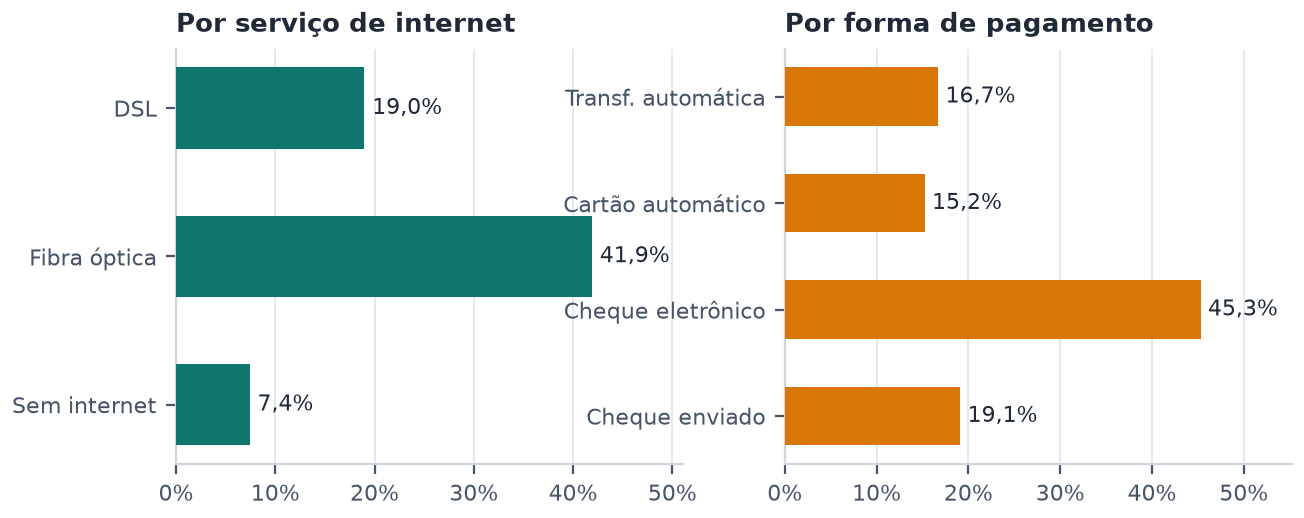 Por serviço de internet
DSL
19,0%
Fibra óptica
41,9%
Sem internet
7,4%
0% 10% 20% 30% 40% 50%
Por forma de pagamento
Transf. automática
16,7%
Cartão automático
15,2%
Cheque eletrônico
45,3%
Cheque enviado
19,1%
0% 10% 20% 30% 40% 50%